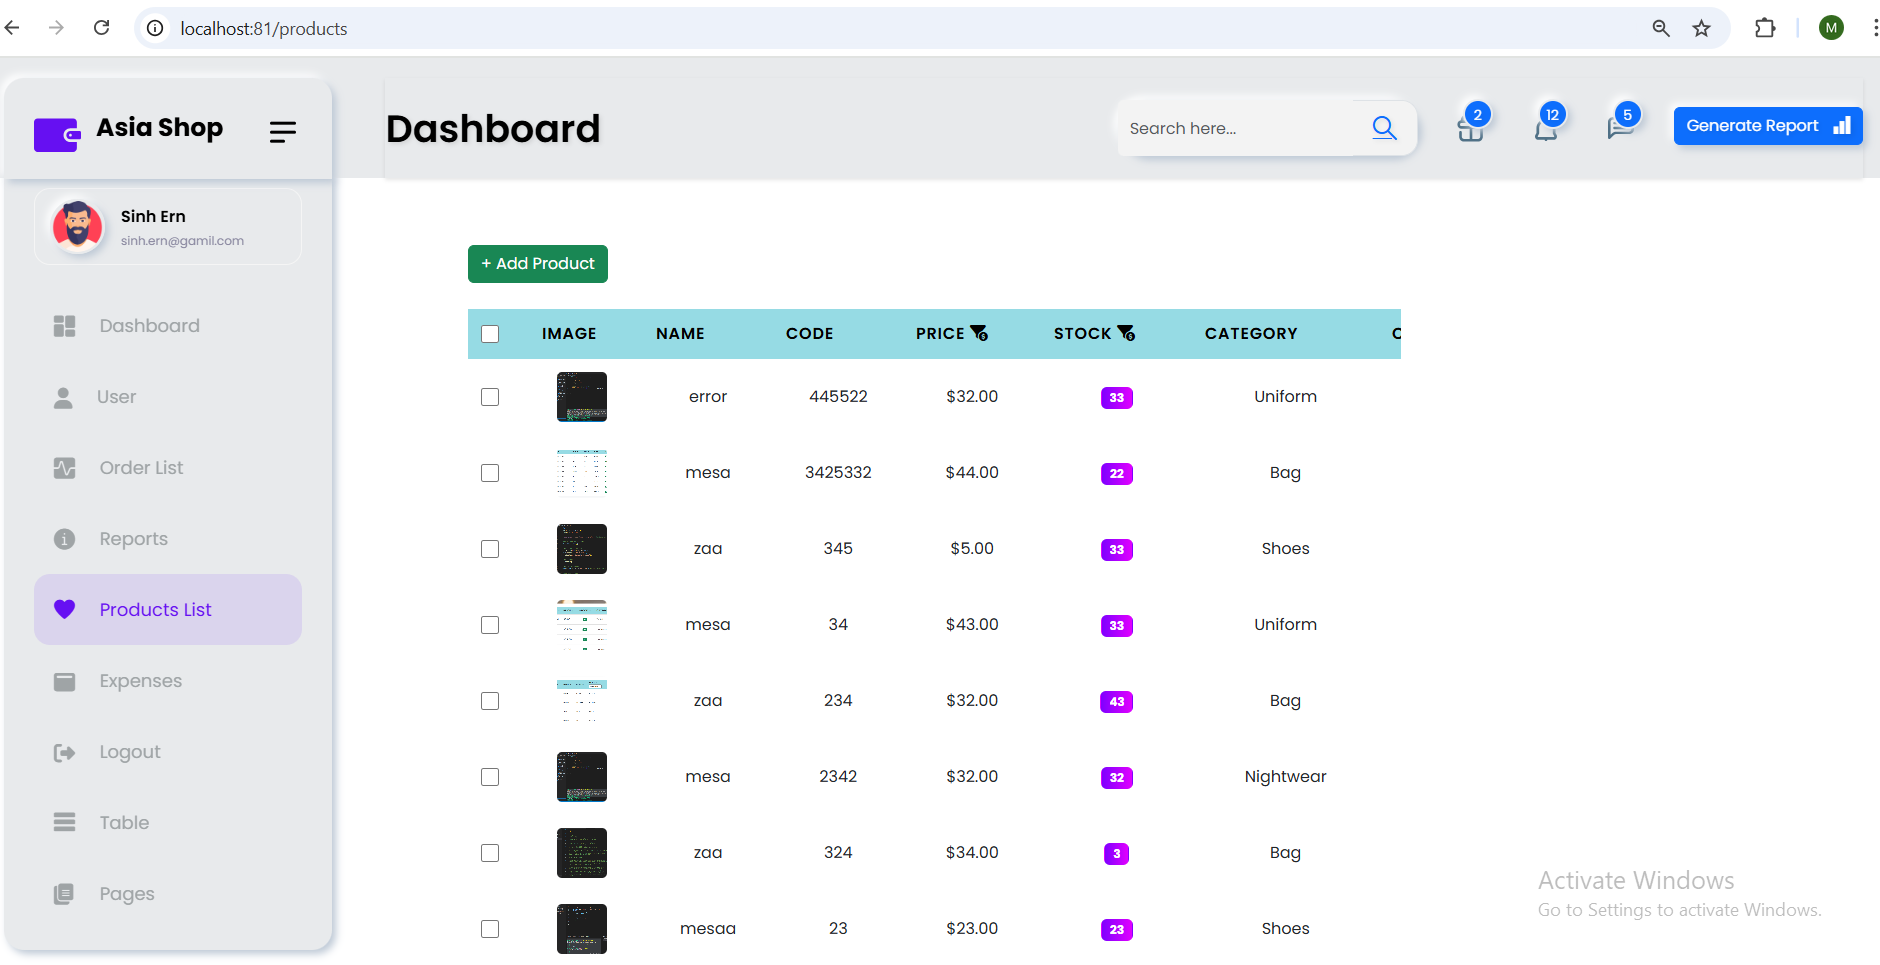 localhost:81/products
M
Asia Shop
Dashboard
Search here...
2
12
5
Generate Report
Sinh Ern
sinh.ern@gamil.com
Dashboard
User
Order List
Reports
Products List
Expenses
Logout
Table
Pages
+ Add Product
IMAGE NAME CODE PRICE STOCK CATEGORY
error 445522 $32.00 33 Uniform
mesa 3425332 $44.00 22 Bag
zaa 345 $5.00 33 Shoes
mesa 34 $43.00 33 Uniform
zaa 234 $32.00 43 Bag
mesa 2342 $32.00 32 Nightwear
zaa 324 $34.00 3 Bag
mesaa 23 $23.00 23 Shoes
Activate Windows
Go to Settings to activate Windows.